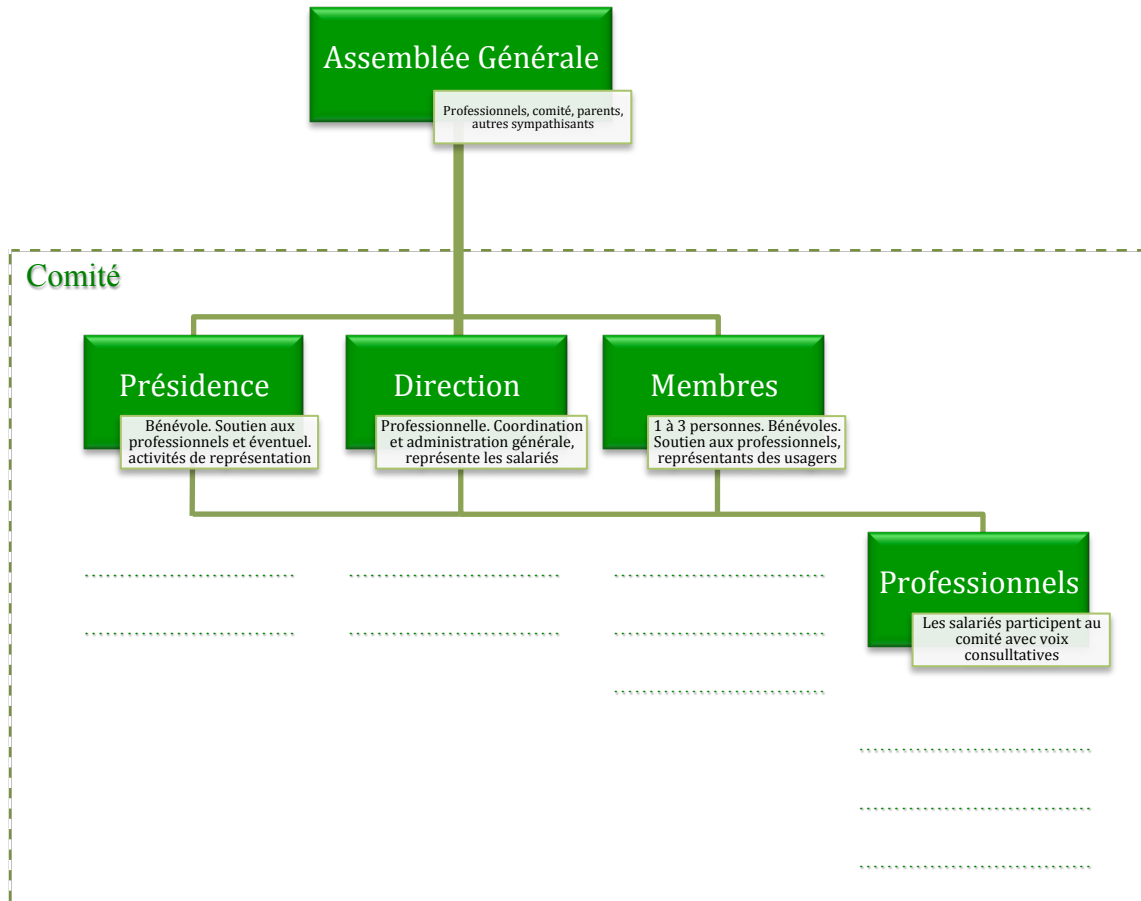 Assemblée Générale
Professionnels, comité, parents,
autres sympathisants
Comité
Présidence
Bénévole. Soutien aux
professionnels et éventuel.
activités de représentation
Direction
Professionnelle. Coordination
et administration générale,
représente les salariés
Membres
1 à 3 personnes. Bénévoles.
Soutien aux professionnels,
représentants des usagers
Professionnels
Les salariés participent au
comité avec voix
consulltatives